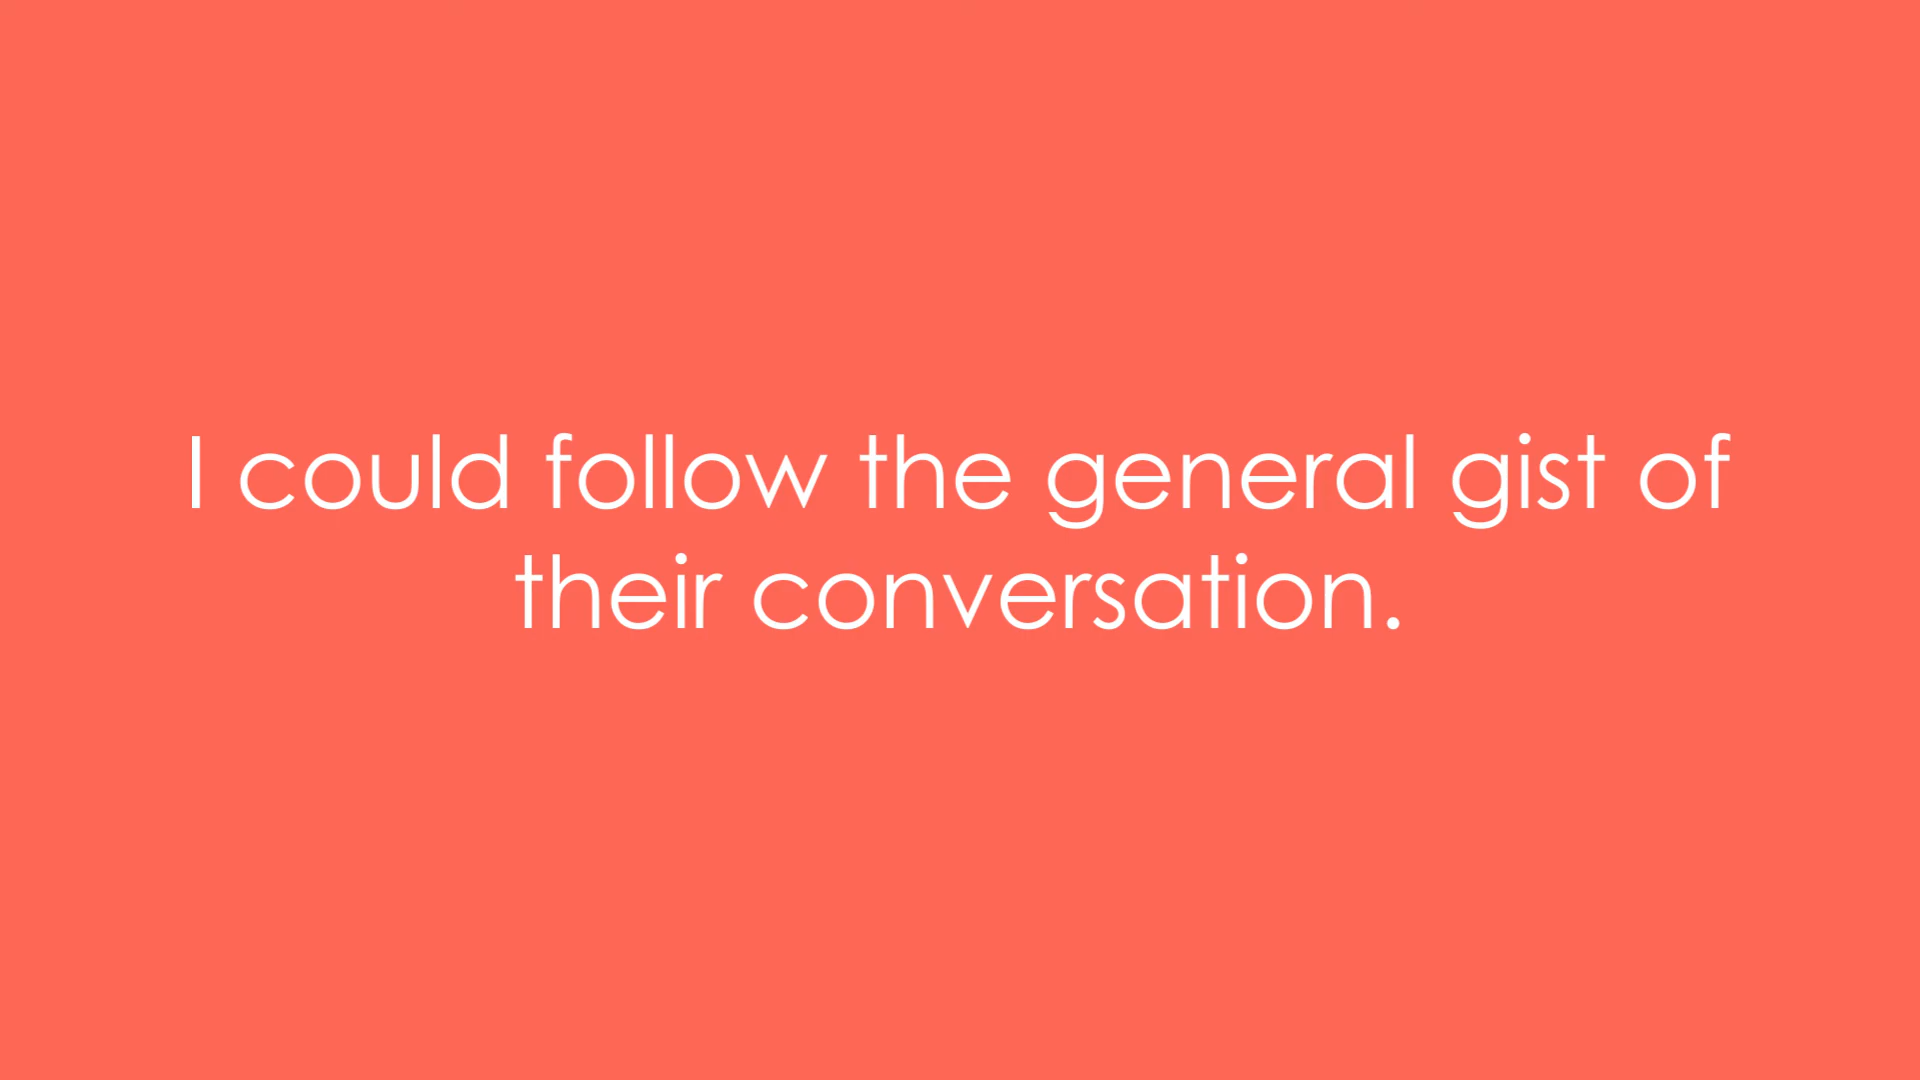 I could follow the general gist of
their conversation.